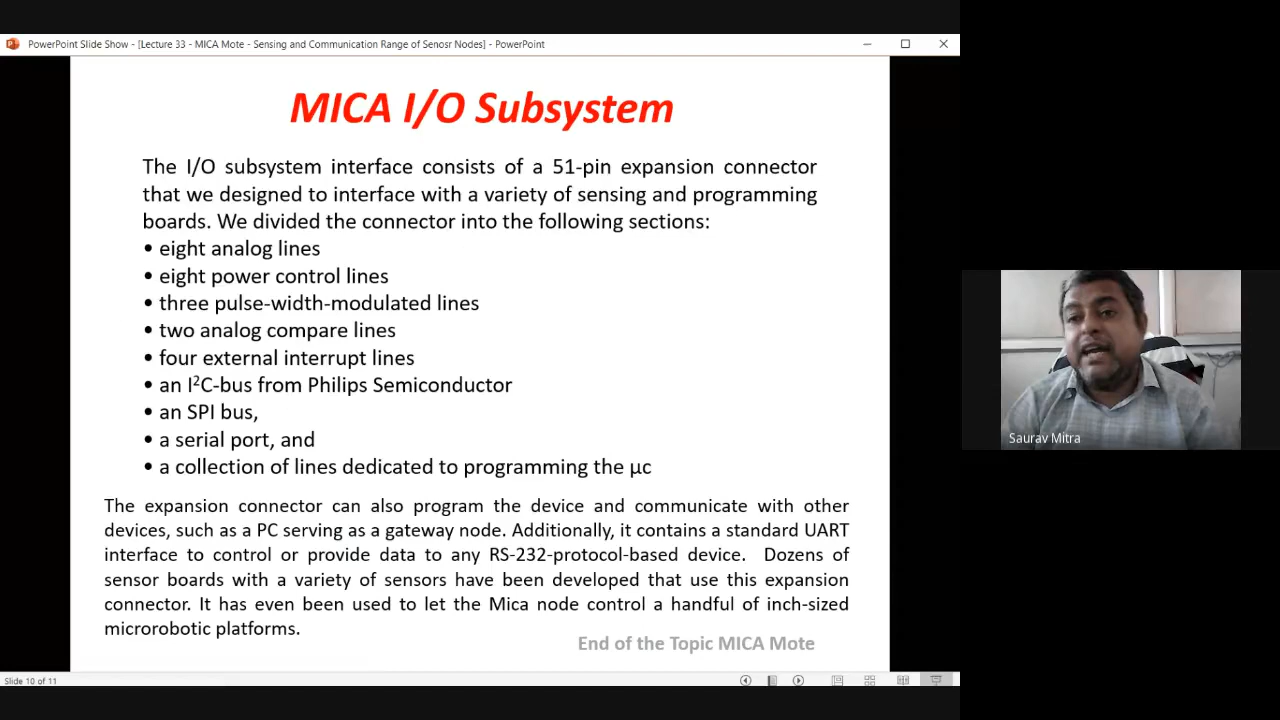 PowerPoint Slide Show - [Lecture 33 - MICA Mote - Sensing and Communication Range of Senosr Nodes] - PowerPoint
MICA I/O Subsystem
The I/O subsystem interface consists of a 51-pin expansion connector
that we designed to interface with a variety of sensing and programming
boards. We divided the connector into the following sections:
• eight analog lines
• eight power control lines
• three pulse-width-modulated lines
• two analog compare lines
• four external interrupt lines
• an I²C-bus from Philips Semiconductor
• an SPI bus,
• a serial port, and
• a collection of lines dedicated to programming the µc
The expansion connector can also program the device and communicate with other
devices, such as a PC serving as a gateway node. Additionally, it contains a standard UART
interface to control or provide data to any RS-232-protocol-based device. Dozens of
sensor boards with a variety of sensors have been developed that use this expansion
connector. It has even been used to let the Mica node control a handful of inch-sized
microrobotic platforms.
End of the Topic MICA Mote
Slide 10 of 11
Saurav Mitra